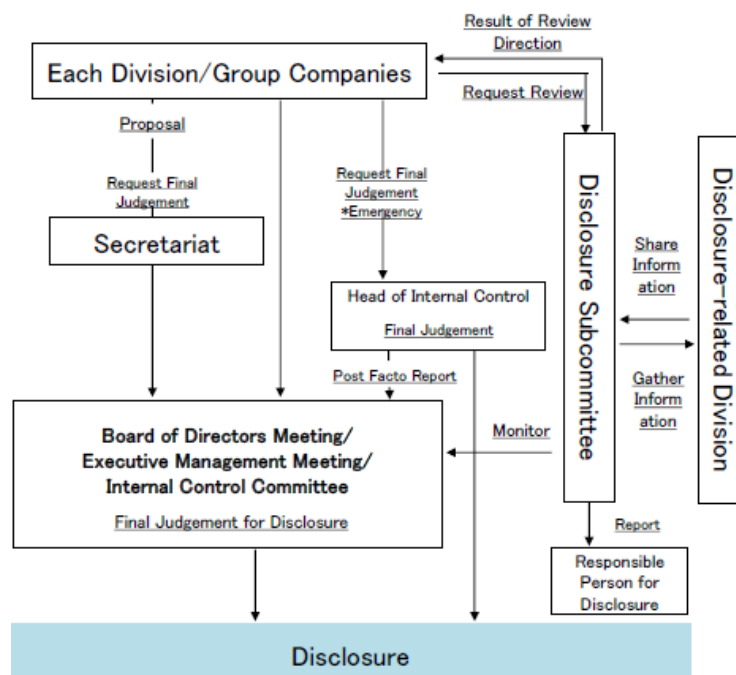 Result of Review
Direction
Each Division/Group Companies
Request Review
Proposal
Request Final
Judgement
Secretariat
Request Final
Judgement
*Emergency
Head of Internal Control
Final Judgement
Post Facto Report
Board of Directors Meeting/
Executive Management Meeting/
Internal Control Committee
Final Judgement for Disclosure
Monitor
Disclosure Subcommittee
Share
Inform
ation
Gather
Inform
ation
Disclosure-related Division
Report
Responsible
Person for
Disclosure
Disclosure